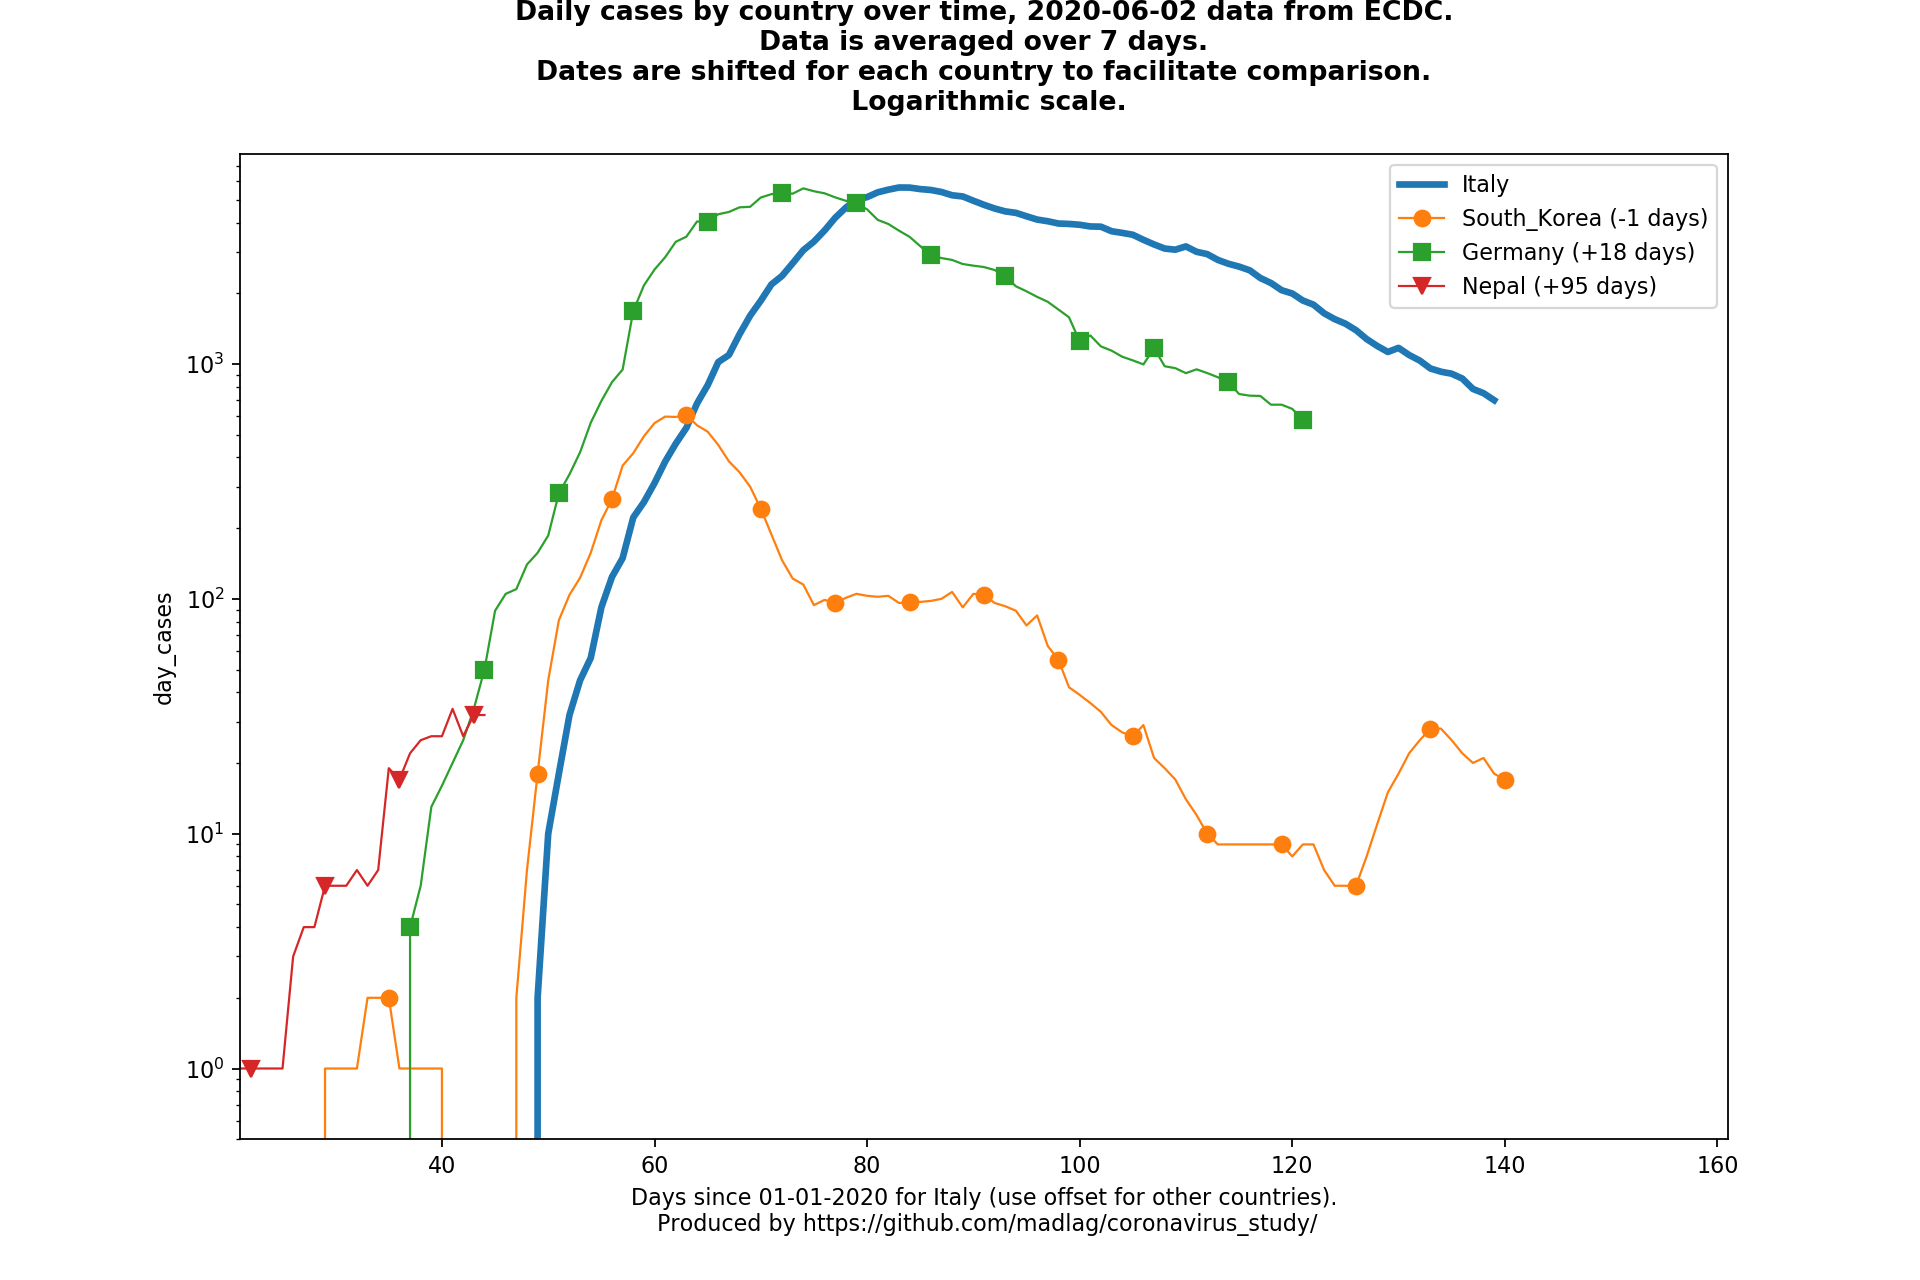 Daily cases by country over time, 2020-06-02 data from ECDC.
Data is averaged over 7 days.
Dates are shifted for each country to facilitate comparison.
Logarithmic scale.
Italy
South_Korea (-1 days)
Germany (+18 days)
Nepal (+95 days)
day_cases
10³
10²
10¹
10⁰
40 60 80 100 120 140 160
Days since 01-01-2020 for Italy (use offset for other countries).
Produced by https://github.com/madlag/coronavirus_study/